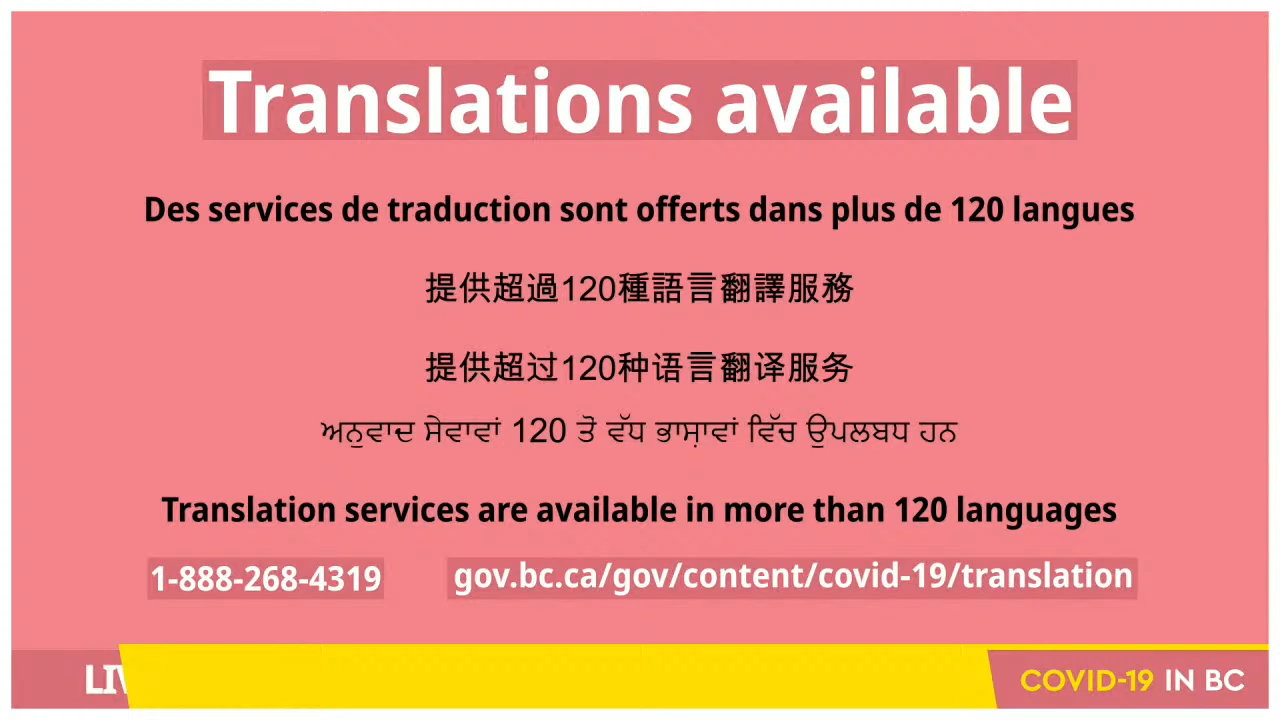 Translations available
Des services de traduction sont offerts dans plus de 120 langues
提供超過120種語言翻譯服務
提供超过120种语言翻译服务
ਅਨੁਵਾਦ ਸੇਵਾਵਾਂ 120 ਤੋਂ ਵੱਧ ਭਾਸ਼ਾਵਾਂ ਵਿੱਚ ਉਪਲਬਧ ਹਨ
Translation services are available in more than 120 languages
1-888-268-4319 gov.bc.ca/gov/content/covid-19/translation
COVID-19 IN BC